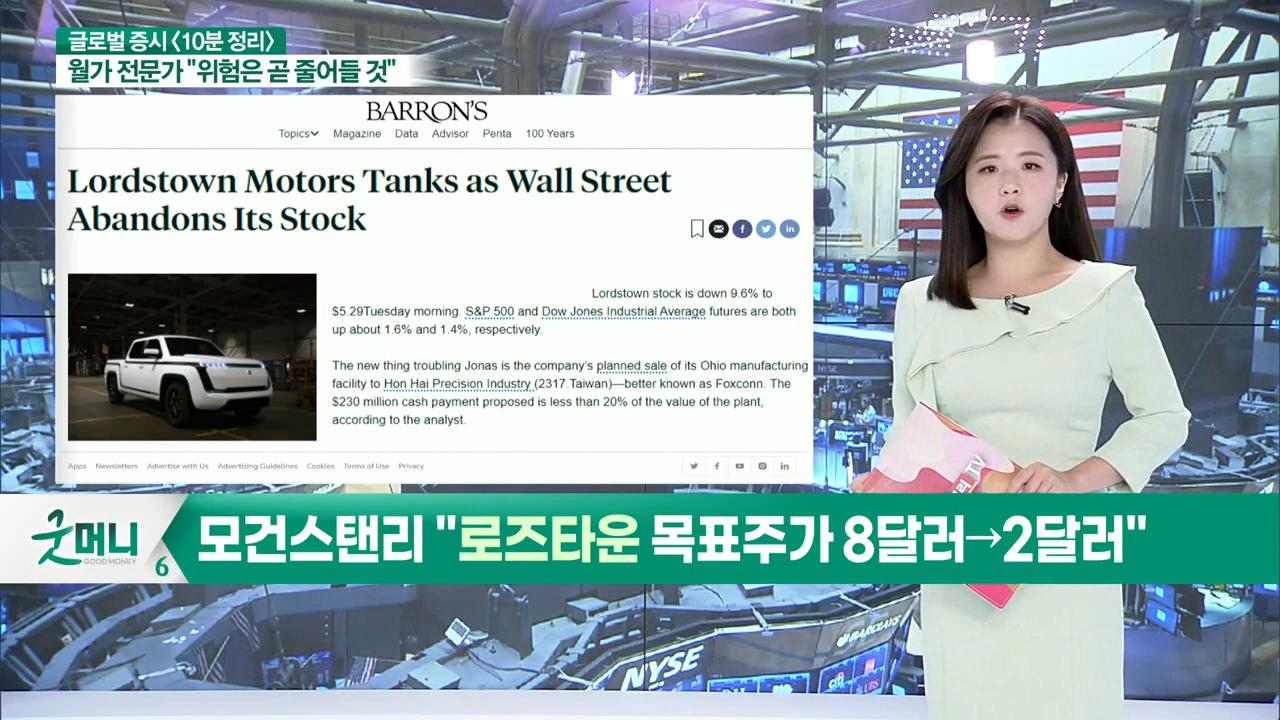 글로벌 증시 <10분 정리>
월가 전문가 "위험은 곧 줄어들 것"
BARRON'S
Topics Magazine Data Advisor Penta 100 Years
Lordstown Motors Tanks as Wall Street
Abandons Its Stock
Lordstown stock is down 9.6% to
$5.29Tuesday morning. S&P 500 and Dow Jones Industrial Average futures are both
up about 1.6% and 1.4%, respectively.
The new thing troubling Jonas is the company's planned sale of its Ohio manufacturing
facility to Hon Hai Precision Industry (2317.Taiwan)—better known as Foxconn. The
$230 million cash payment proposed is less than 20% of the value of the plant,
according to the analyst.
Apps Newsletters Advertise with Us Advertising Guidelines Cookies Terms of Use Privacy
굿머니
GOOD MONEY
6
모건스탠리 "로즈타운 목표주가 8달러→2달러"
TV
NYSE
BARCLAYS
citi
UBS